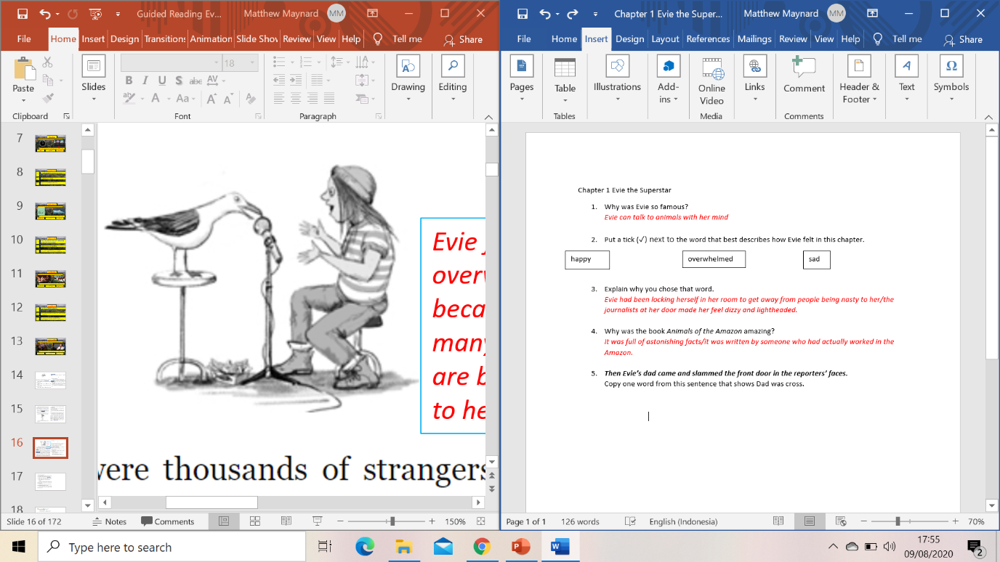 Guided Reading Ev... Matthew Maynard MM
File Home Insert Design Transitions Animation Slide Show Review View Help Tell me Share
18
Paste Slides B I U S abc AV Aa A A Drawing Editing
Clipboard Font Paragraph
7
8
9
10
11
12
13
14
15
16
17
18
Evie
over
beca
many
are b
to he
were thousands of strangers
Slide 16 of 172 Notes Comments 150%
Chapter 1 Evie the Super... Matthew Maynard MM
File Home Insert Design Layout References Mailings Review View Help Tell me Share
Pages Table Illustrations Add-ins Online Video Links Comment Header & Footer Text Symbols
Tables Media Comments
Chapter 1 Evie the Superstar
1. Why was Evie so famous?
Evie can talk to animals with her mind
2. Put a tick (✓) next to the word that best describes how Evie felt in this chapter.
happy overwhelmed sad
3. Explain why you chose that word.
Evie had been locking herself in her room to get away from people being nasty to her/the
journalists at her door made her feel dizzy and lightheaded.
4. Why was the book Animals of the Amazon amazing?
It was full of astonishing facts/it was written by someone who had actually worked in the
Amazon.
5. Then Evie's dad came and slammed the front door in the reporters' faces.
Copy one word from this sentence that shows Dad was cross.
Page 1 of 1 126 words English (Indonesia) 70%
Type here to search
17:55
09/08/2020
2